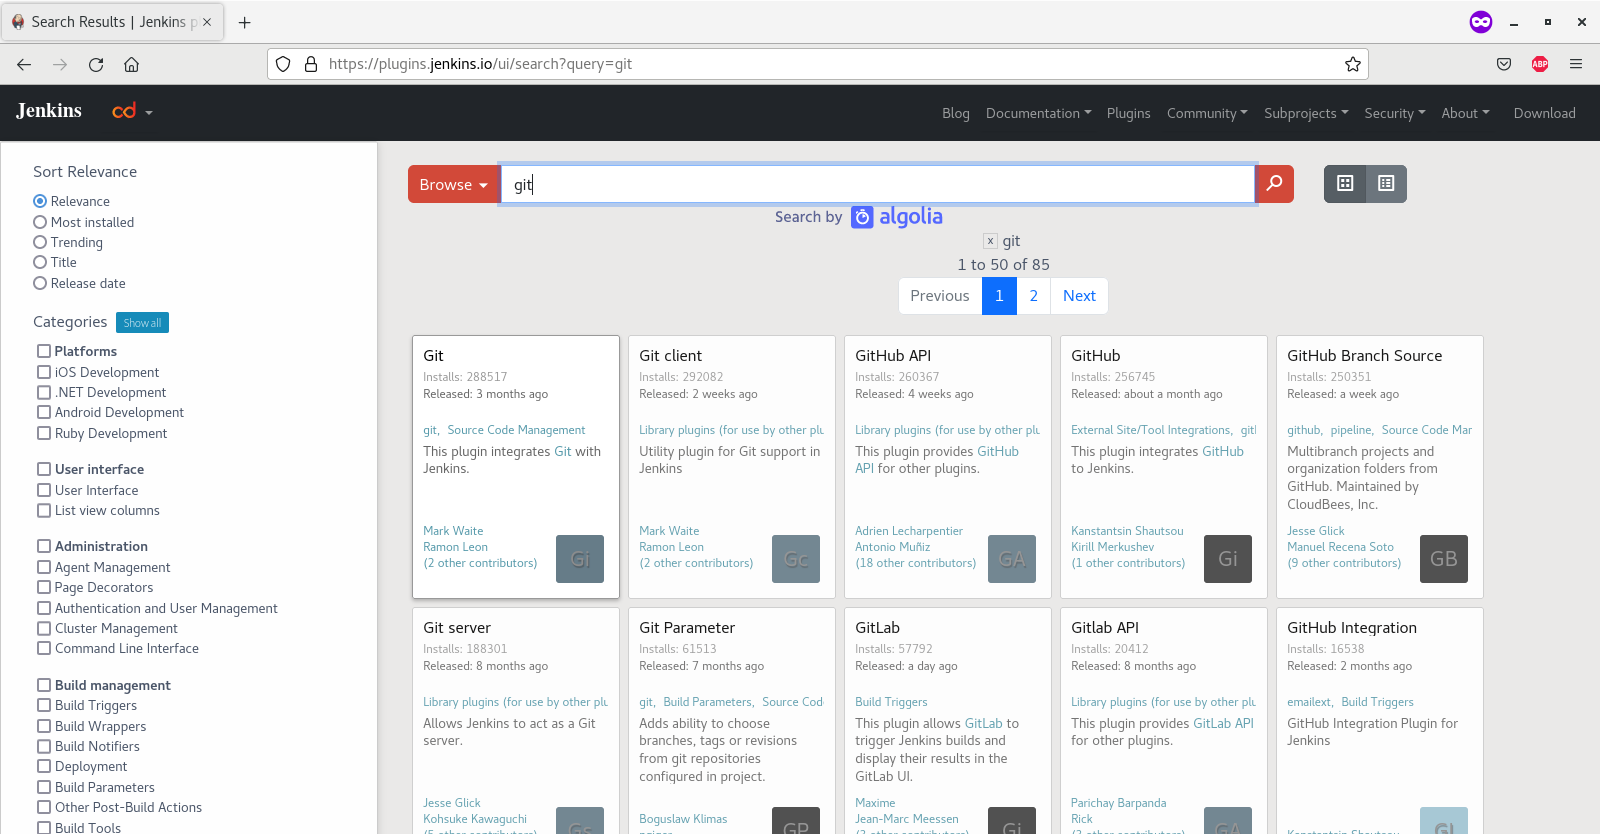 Search Results | Jenkins p
https://plugins.jenkins.io/ui/search?query=git
ABP
Jenkins
cd
Blog
Documentation
Plugins
Community
Subprojects
Security
About
Download
Sort Relevance
Relevance
Most installed
Trending
Title
Release date
Categories
Show all
Platforms
iOS Development
.NET Development
Android Development
Ruby Development
User interface
User Interface
List view columns
Administration
Agent Management
Page Decorators
Authentication and User Management
Cluster Management
Command Line Interface
Build management
Build Triggers
Build Wrappers
Build Notifiers
Deployment
Build Parameters
Other Post-Build Actions
Build Tools
Browse
git
Search by algolia
x git
1 to 50 of 85
Previous 1 2 Next
Git
Installs: 288517
Released: 3 months ago
git, Source Code Management
This plugin integrates Git with
Jenkins.
Mark Waite
Ramon Leon
(2 other contributors)
Gi
Git client
Installs: 292082
Released: 2 weeks ago
Library plugins (for use by other plu
Utility plugin for Git support in
Jenkins
Mark Waite
Ramon Leon
(2 other contributors)
Gc
GitHub API
Installs: 260367
Released: 4 weeks ago
Library plugins (for use by other plu
This plugin provides GitHub
API for other plugins.
Adrien Lecharpentier
Antonio Muñiz
(18 other contributors)
GA
GitHub
Installs: 256745
Released: about a month ago
External Site/Tool Integrations, git
This plugin integrates GitHub
to Jenkins.
Kanstantsin Shautsou
Kirill Merkushev
(1 other contributors)
Gi
GitHub Branch Source
Installs: 250351
Released: a week ago
github, pipeline, Source Code Mar
Multibranch projects and
organization folders from
GitHub. Maintained by
CloudBees, Inc.
Jesse Glick
Manuel Recena Soto
(9 other contributors)
GB
Git server
Installs: 188301
Released: 8 months ago
Library plugins (for use by other plu
Allows Jenkins to act as a Git
server.
Jesse Glick
Kohsuke Kawaguchi
Gs
Git Parameter
Installs: 61513
Released: 7 months ago
git, Build Parameters, Source Cod
Adds ability to choose
branches, tags or revisions
from git repositories
configured in project.
Boguslaw Klimas
GP
GitLab
Installs: 57792
Released: a day ago
Build Triggers
This plugin allows GitLab to
trigger Jenkins builds and
display their results in the
GitLab UI.
Maxime
Jean-Marc Meessen
Gi
Gitlab API
Installs: 20412
Released: 8 months ago
Library plugins (for use by other plu
This plugin provides GitLab API
for other plugins.
Parichay Barpanda
Rick
GA
GitHub Integration
Installs: 16538
Released: 2 months ago
emailext, Build Triggers
GitHub Integration Plugin for
Jenkins
Kanstantsin Shautsou
GI